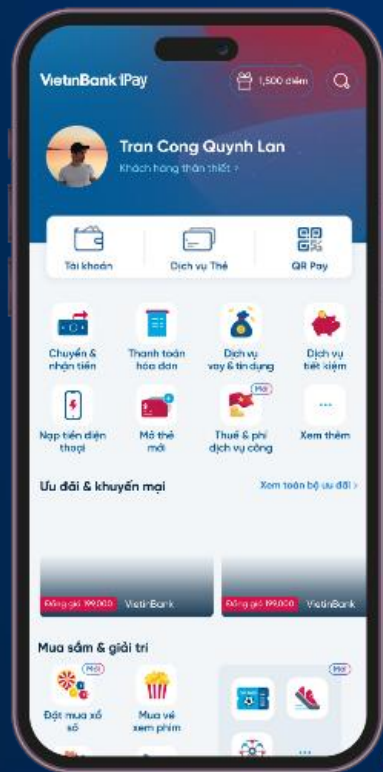 VietinBank iPay
1,500 điểm
Tran Cong Quynh Lan
Khách hàng thân thiết >
Tài khoản
Dịch vụ Thẻ
QR Pay
Chuyển &
nhận tiền
Thanh toán
hóa đơn
Dịch vụ
vay & tín dụng
Dịch vụ
tiết kiệm
Nạp tiền điện
thoại
Mở thẻ
mới
Mới
Thuế & phí
dịch vụ công
Xem thêm
Ưu đãi & khuyến mại
Xem toàn bộ ưu đãi >
Đồng giá 199,000 VietinBank
Đồng giá 199,000 VietinBank
Mua sắm & giải trí
Mới
Đặt mua xổ
số
Mua vé
xem phim
Mới